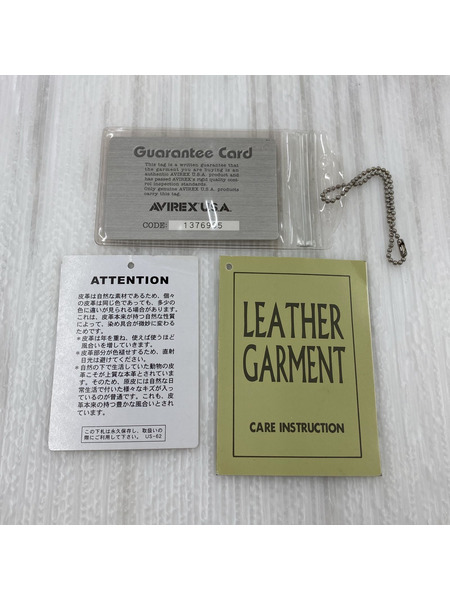 Guarantee Card
This tag is a written guarantee that
the garment you are buying is an
authentic AVIREX U.S.A. product and
has passed AVIREX's rigid quality con-
trol inspection standards.
Only genuine AVIREX U.S.A. products
carry this tag.
AVIREX U.S.A.
CODE: 1376965
ATTENTION
皮革は自然な素材であるため、個々
の皮革は同じ色であっても、多少の
色に違いが見られる場合があります。
これは、皮革本来が持つ自然な性質
によって、染め具合が微妙に変わる
ためです。
*皮革は年を重ね、使えば使うほど
風合いを増していきます。
*皮革部分が色褪せるため、直射
日光は避けてください。
*自然の下で生活していた動物の皮
革こそが上質な本革とされていま
す。そのため、原皮には自然な日
常生活で付いた様々なキズが入っ
ているのが普通です。これも、皮
革本来の持つ豊かな風合いとされ
ています。
この下札は永久保存し、取扱いの
際にご利用して下さい。 US-62
LEATHER
GARMENT
CARE INSTRUCTION